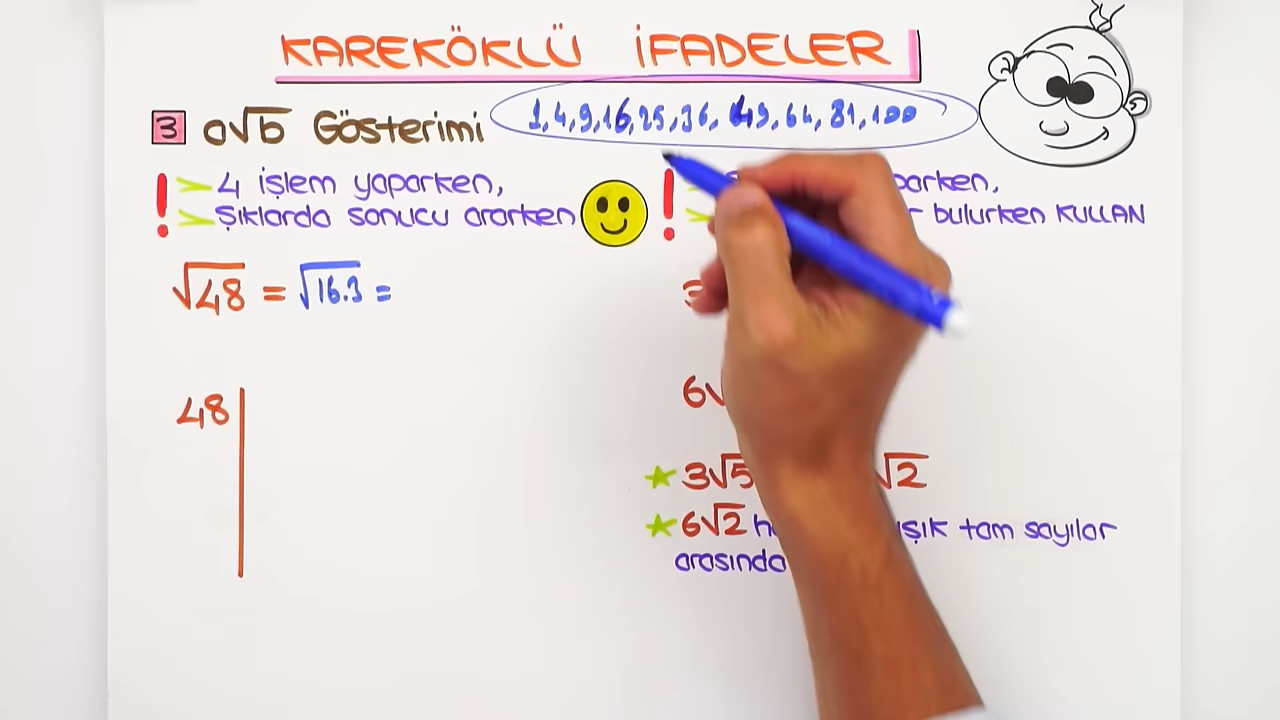 KAREKÖKLÜ İFADELER
3 a√b Gösterimi
1,4,9,16,25,36,49,64,81,100
! > 4 işlem yaparken,
> Şıklarda sonucu ararken
! >
> bulurken KULLAN
√48 = √16.3 =
48
★ 3√5 √2
★ 6√2 tam sayılar
arasında